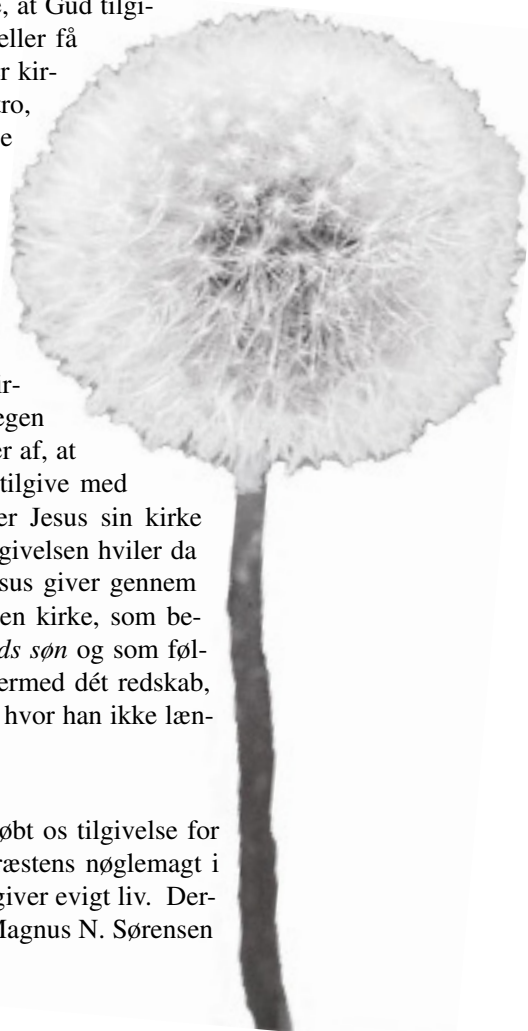 , at Gud tilgi-
eller få
r kir-
ro,
e
ir-
egen
er af, at
tilgive med
er Jesus sin kirke
givelsen hviler da
sus giver gennem
en kirke, som be-
ds søn og som føl-
ermed dét redskab,
hvor han ikke læn-
øbt os tilgivelse for
ræstens nøglemagt i
giver evigt liv. Der-
Magnus N. Sørensen